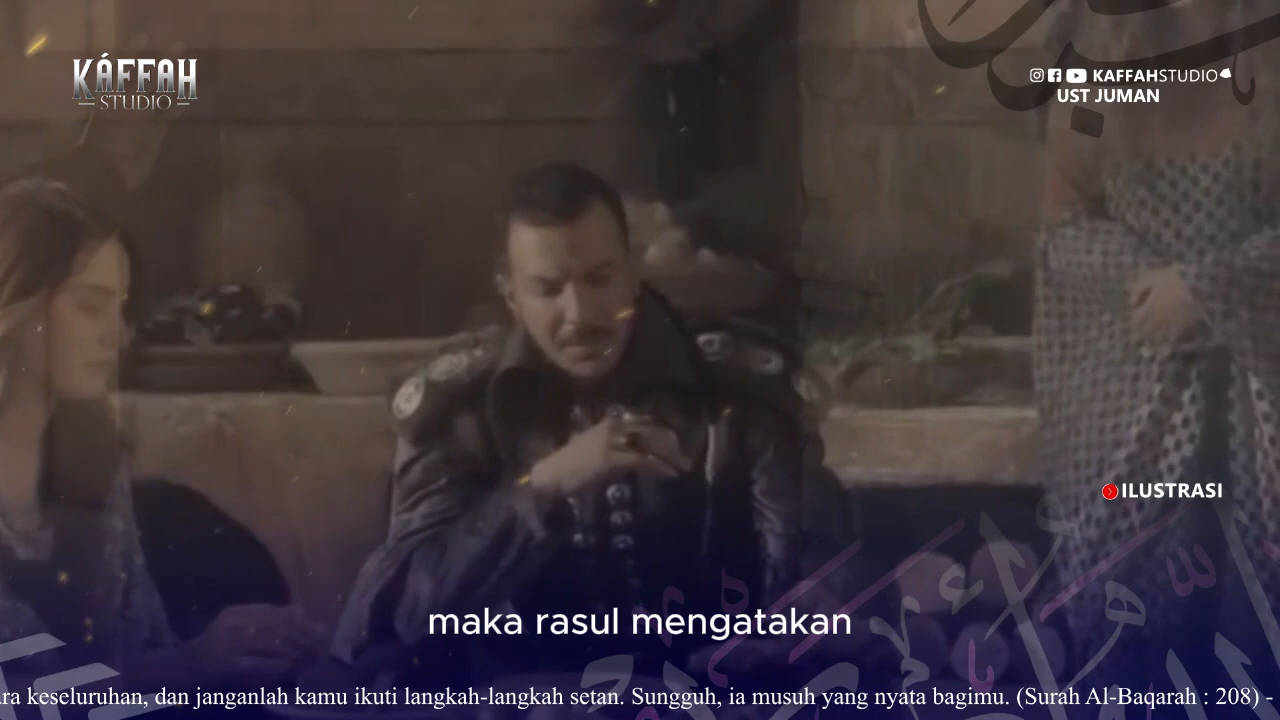 KÁFFAH
STUDIO
KAFFAHSTUDIO
UST JUMAN
ILUSTRASI
maka rasul mengatakan
keseluruhan, dan janganlah kamu ikuti langkah-langkah setan. Sungguh, ia musuh yang nyata bagimu. (Surah Al-Baqarah : 208) -